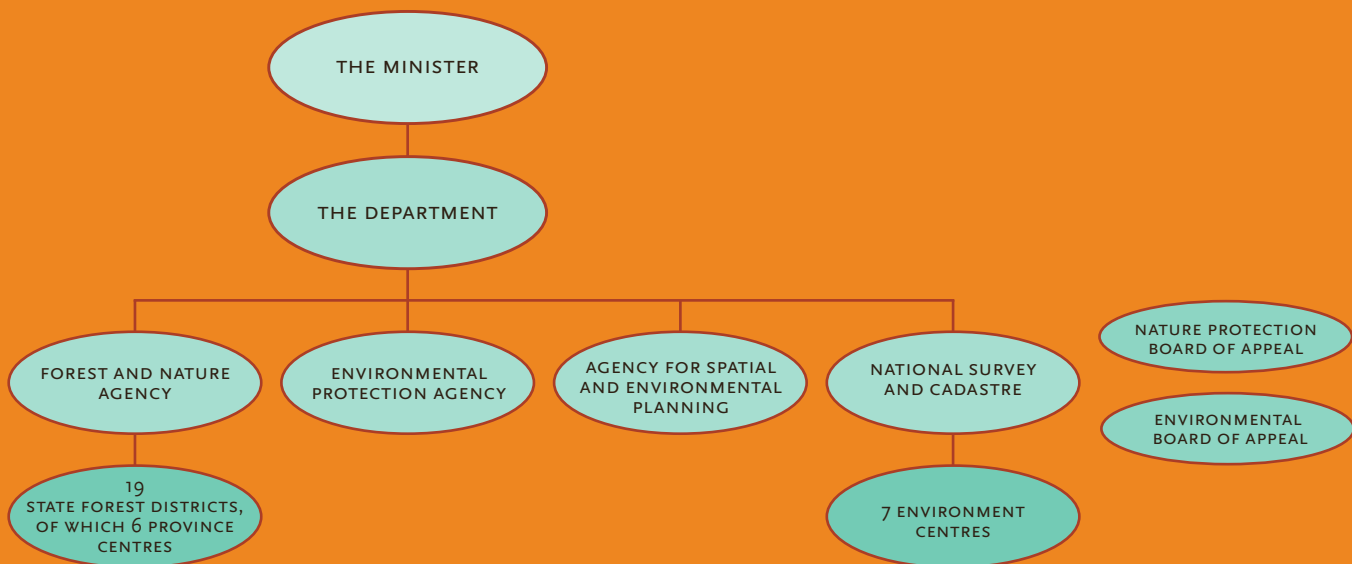 THE MINISTER
THE DEPARTMENT
FOREST AND NATURE
AGENCY
ENVIRONMENTAL
PROTECTION AGENCY
AGENCY FOR SPATIAL
AND ENVIRONMENTAL
PLANNING
NATIONAL SURVEY
AND CADASTRE
NATURE PROTECTION
BOARD OF APPEAL
ENVIRONMENTAL
BOARD OF APPEAL
19
STATE FOREST DISTRICTS,
OF WHICH 6 PROVINCE
CENTRES
7 ENVIRONMENT
CENTRES